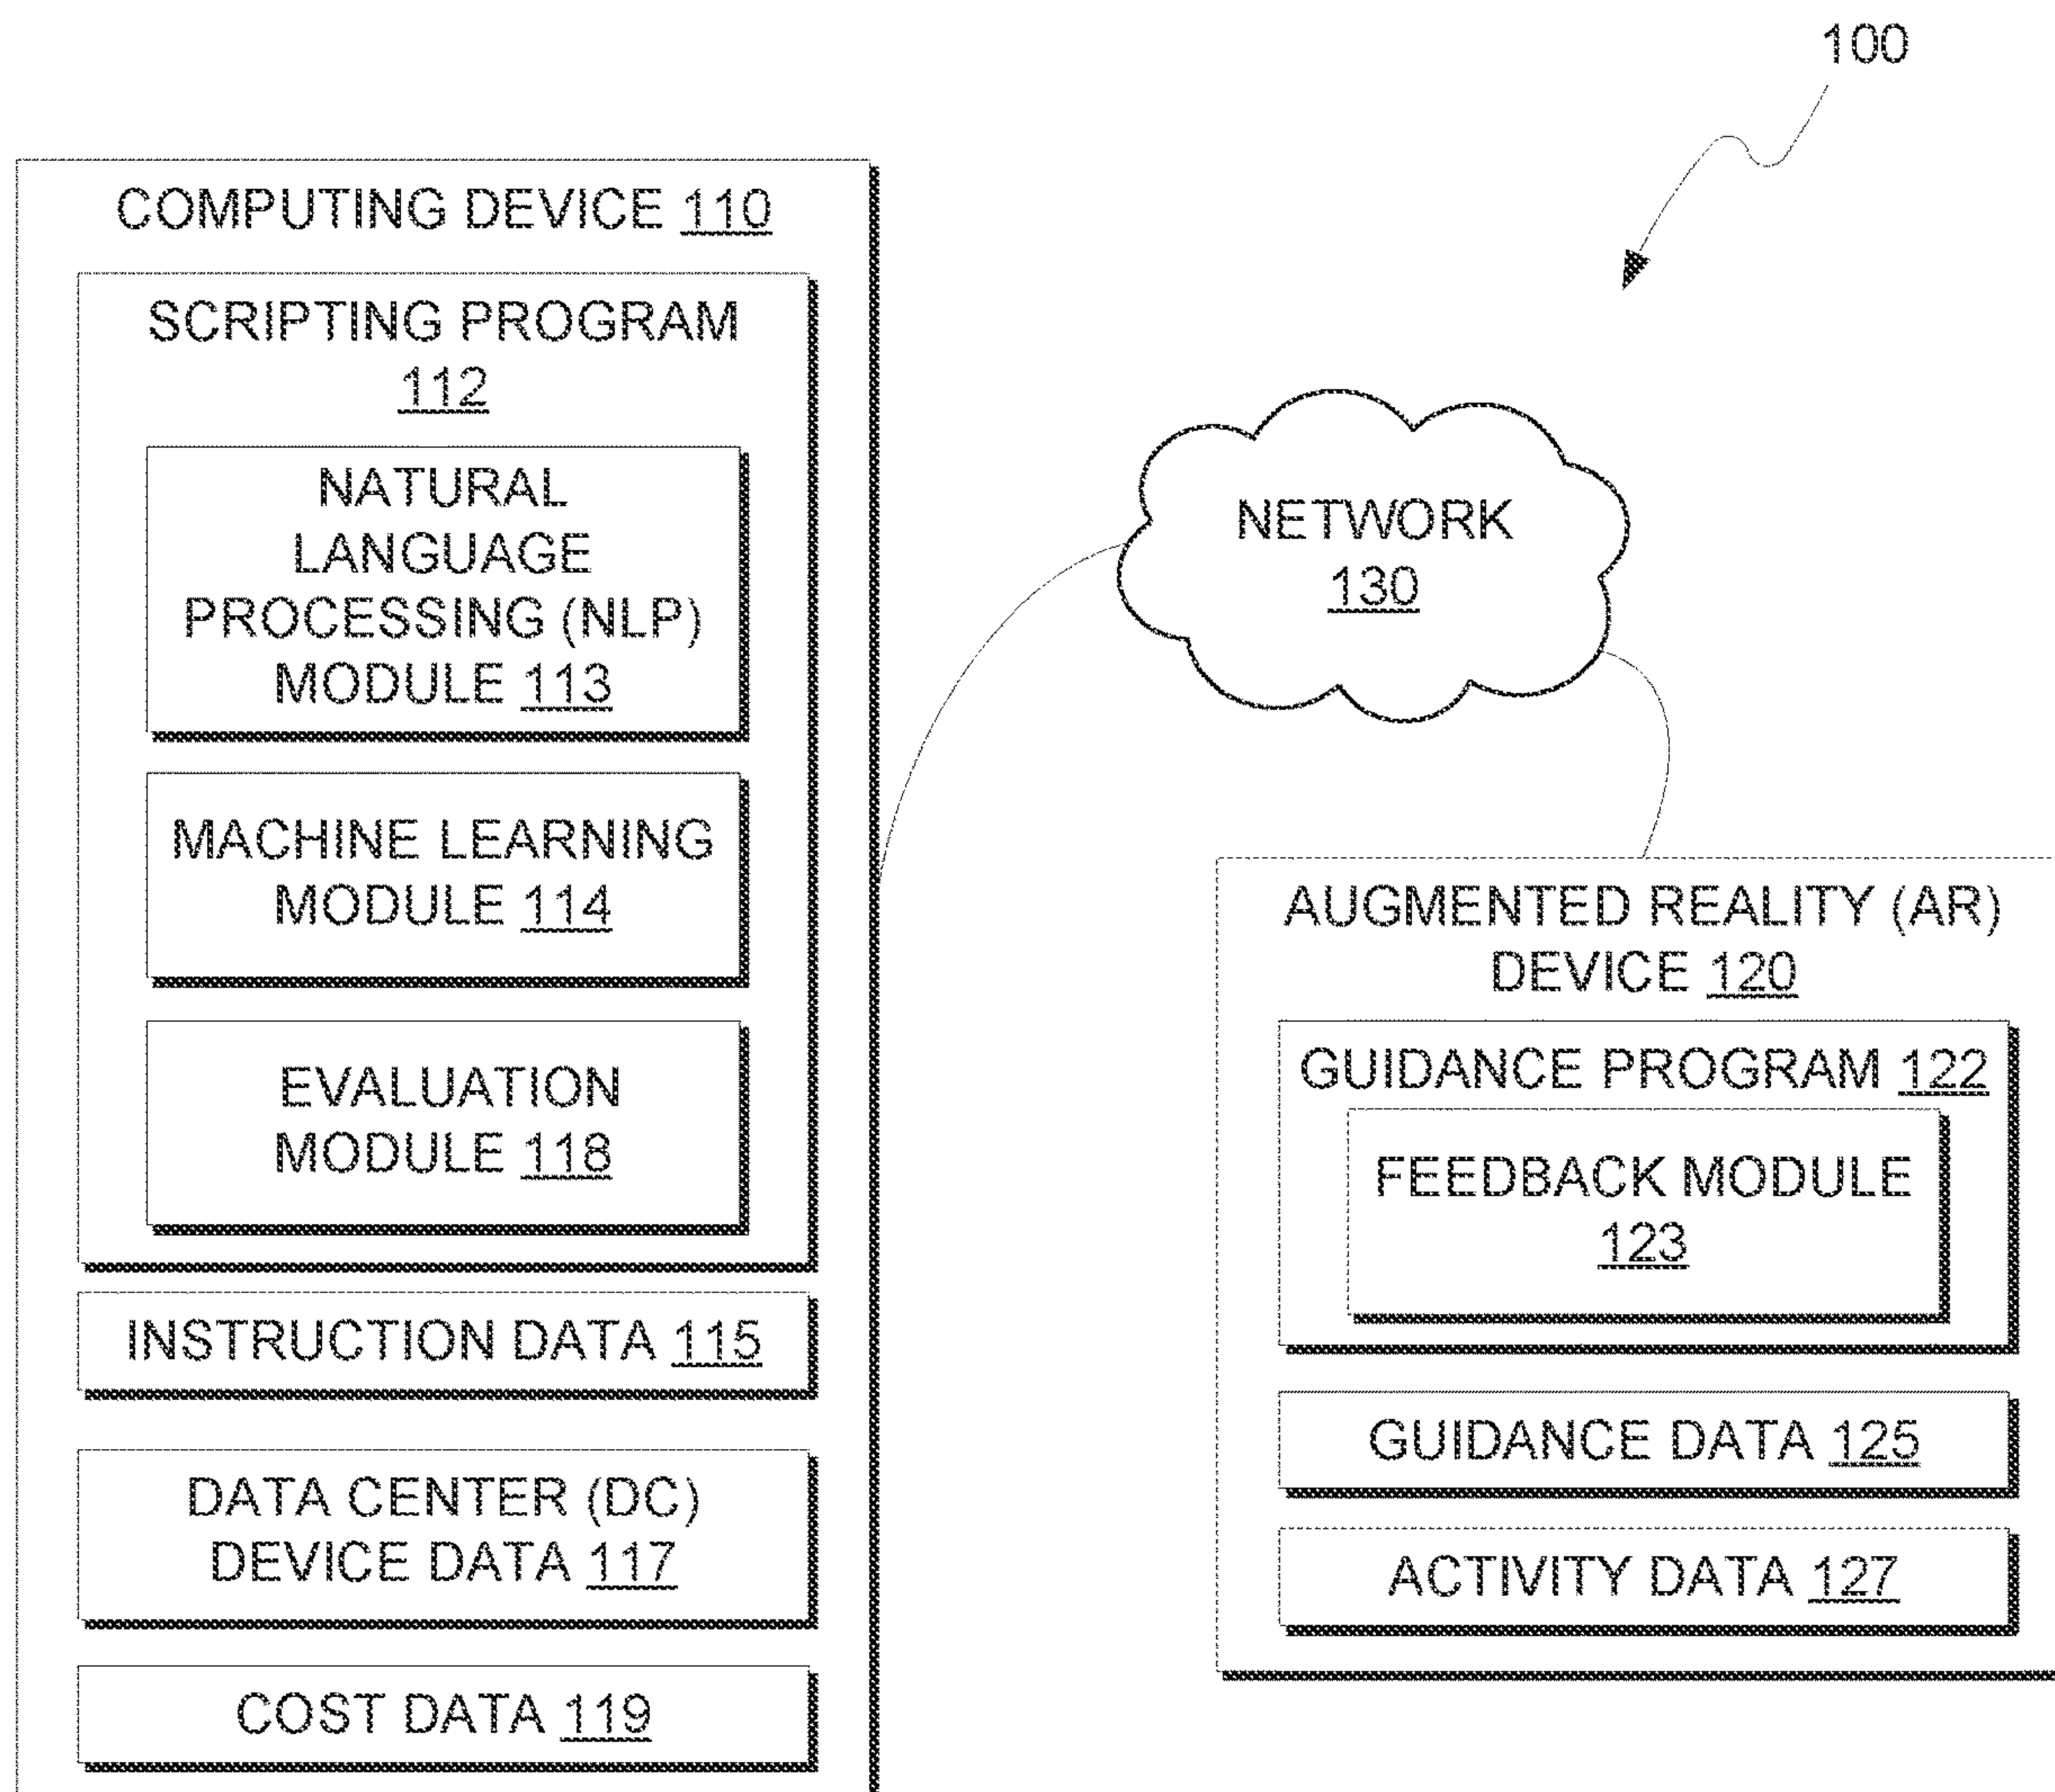 100
COMPUTING DEVICE 110
SCRIPTING PROGRAM
112
NATURAL
LANGUAGE
PROCESSING (NLP)
MODULE 113
MACHINE LEARNING
MODULE 114
EVALUATION
MODULE 118
INSTRUCTION DATA 115
DATA CENTER (DC)
DEVICE DATA 117
COST DATA 119
NETWORK
130
AUGMENTED REALITY (AR)
DEVICE 120
GUIDANCE PROGRAM 122
FEEDBACK MODULE
123
GUIDANCE DATA 125
ACTIVITY DATA 127